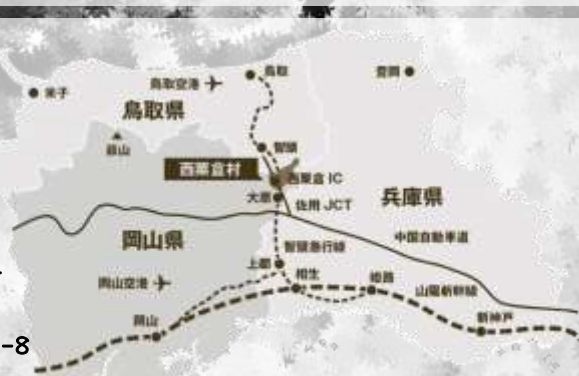 鳥取空港
鳥取
豊岡
米子
鳥取県
智頭
西粟倉村
西粟倉 IC
大原
佐用 JCT
兵庫県
岡山県
中国自動車道
智頭急行線
上郡
岡山空港
相生
姫路
山陽新幹線
岡山
新神戸
-8